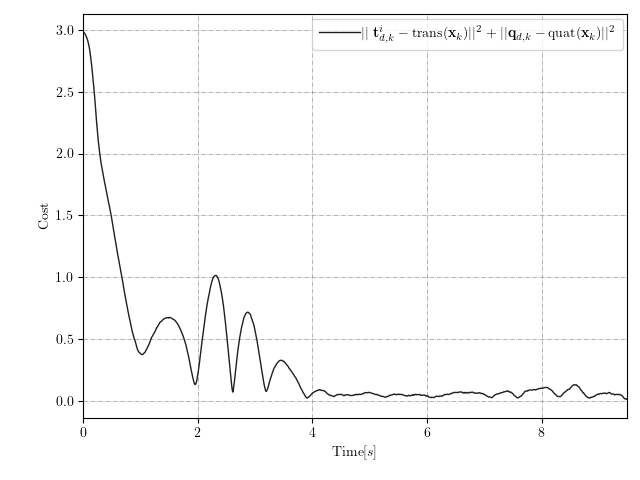 || t^i_{d,k} − trans(x_k)||² + ||q_{d,k} − quat(x_k)||²
3.0
2.5
2.0
1.5
1.0
0.5
0.0
Cost
0 2 4 6 8
Time[s]